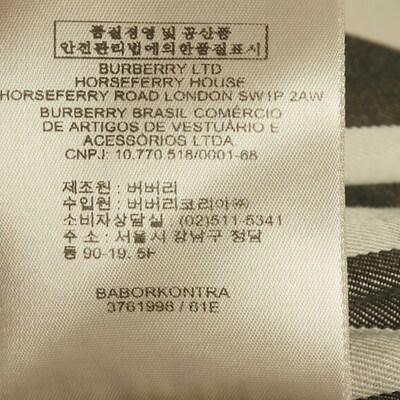 품질경영 및 공산품
안전관리법에의한품질표시
BURBERRY LTD
HORSEFERRY HOUSE
HORSEFERRY ROAD LONDON SW1P 2AW
BURBERRY BRASIL COMÉRCIO
DE ARTIGOS DE VESTUÁRIO E
ACESSÓRIOS LTDA.
CNPJ: 10.770.518/0001-68
제조원 : 버버리
수입원 : 버버리코리아㈜
소비자상담실 : (02)511-5341
주 소 : 서울시 강남구 청담
동 90-19. 5F
BABORKONTRA
3761998 / 61E